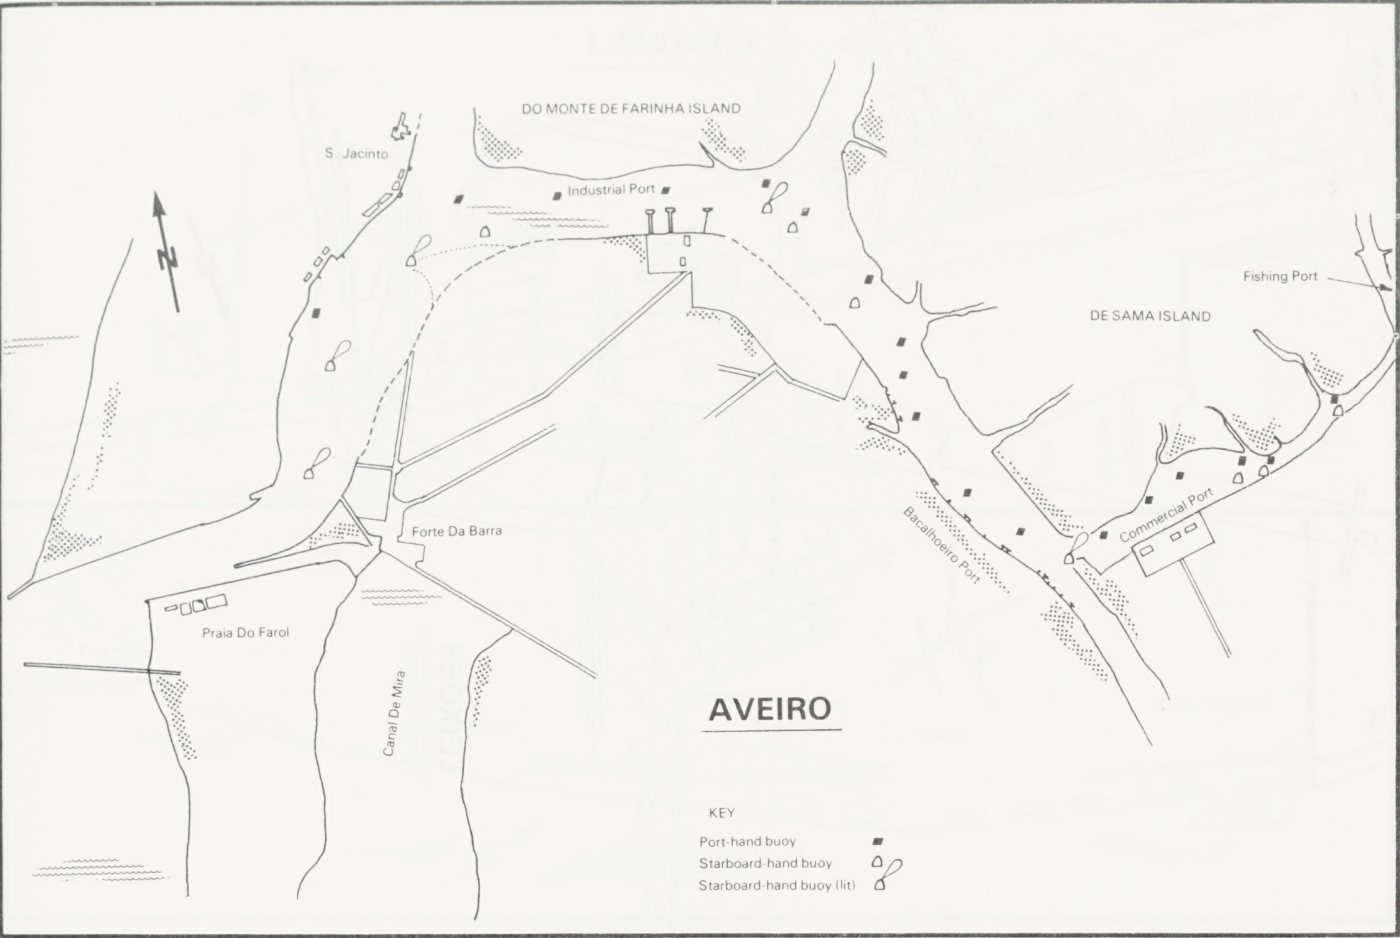 DO MONTE DE FARINHA ISLAND
S. Jacinto
Industrial Port
N
Fishing Port
DE SAMA ISLAND
Commercial Port
Bacalhoeiro Port
Forte Da Barra
Praia Do Farol
Canal De Mira
AVEIRO
KEY
Port-hand buoy
Starboard-hand buoy
Starboard-hand buoy (lit)